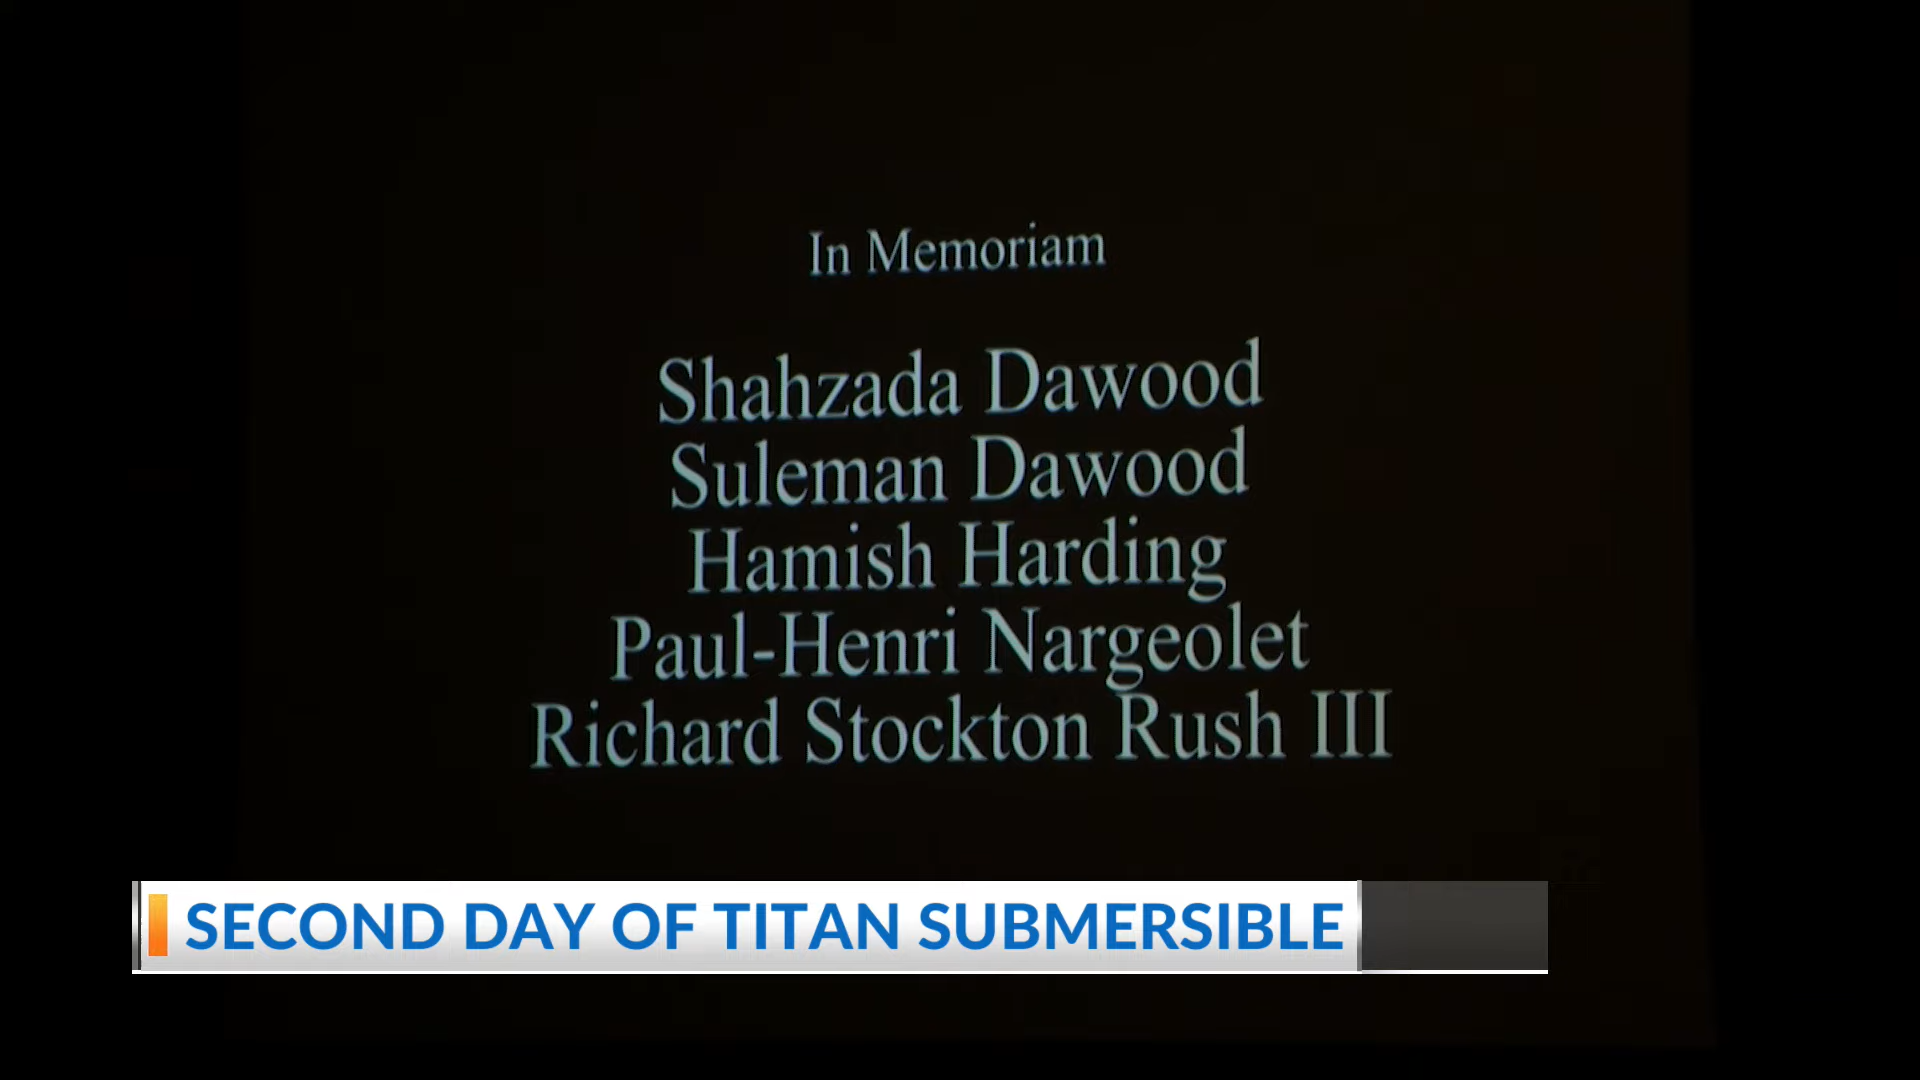 In Memoriam
Shahzada Dawood
Suleman Dawood
Hamish Harding
Paul-Henri Nargeolet
Richard Stockton Rush III
SECOND DAY OF TITAN SUBMERSIBLE